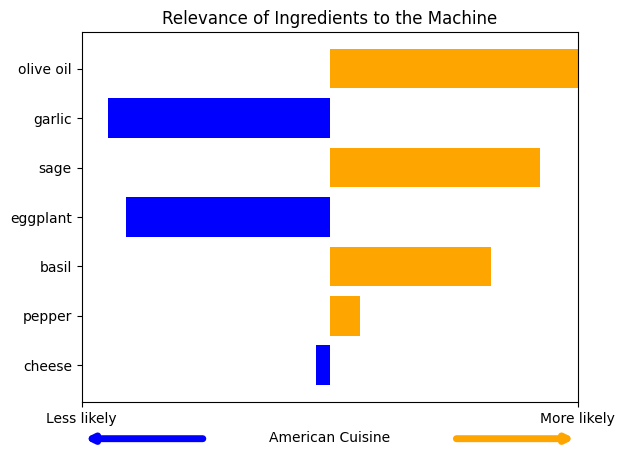 Relevance of Ingredients to the Machine
olive oil
garlic
sage
eggplant
basil
pepper
cheese
Less likely
More likely
American Cuisine